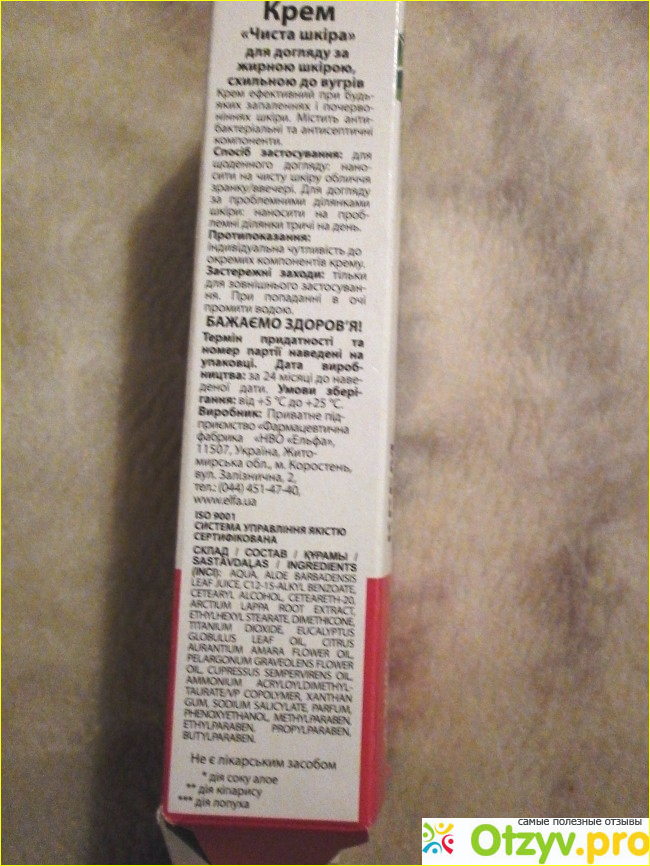 Крем
«Чиста шкіра»
для догляду за
жирною шкірою,
схильною до вугрів
Крем ефективний при будь-
яких запаленнях і почерво-
ніннях шкіри. Містить анти-
бактеріальні та антисептичні
компоненти.
Спосіб застосування: для
щоденного догляду: нано-
сити на чисту шкіру обличчя
зранку/ввечері. Для догляду
за проблемними ділянками
шкіри: наносити на проб-
лемні ділянки тричі на день.
Протипоказання:
індивідуальна чутливість до
окремих компонентів крему.
Застережні заходи: тільки
для зовнішнього застосуван-
ня. При попаданні в очі
промити водою.
БАЖАЄМО ЗДОРОВ'Я!
Термін придатності та
номер партії наведені на
упаковці. Дата вироб-
ництва: за 24 місяці до наве-
деної дати. Умови збері-
гання: від +5 °C до +25 °C.
Виробник: Приватне під-
приємство «Фармацевтична
фабрика «НВО «Ельфа»,
11507, Україна, Жито-
мирська обл., м. Коростень,
вул. Залізнична, 2,
тел.: (044) 451-47-40,
www.elfa.ua
ISO 9001
СИСТЕМА УПРАВЛІННЯ ЯКІСТЮ
СЕРТИФІКОВАНА
СКЛАД / СОСТАВ / ҚҰРАМЫ /
SASTĀVDAĻAS / INGREDIENTS
(INCI): AQUA, ALOE BARBADENSIS
LEAF JUICE, C12-15-ALKYL BENZOATE,
CETEARYL ALCOHOL, CETEARETH-20,
ARCTIUM LAPPA ROOT EXTRACT,
ETHYLHEXYL STEARATE, DIMETHICONE,
TITANIUM DIOXIDE, EUCALYPTUS
GLOBULUS LEAF OIL, CITRUS
AURANTIUM AMARA FLOWER OIL,
PELARGONUM GRAVEOLENS FLOWER
OIL, CUPRESSUS SEMPERVIRENS OIL,
AMMONIUM ACRYLOYLDIMETHYL-
TAURATE/VP COPOLYMER, XANTHAN
GUM, SODIUM SALICYLATE, PARFUM,
PHENOXYETHANOL, METHYLPARABEN,
ETHYLPARABEN, PROPYLPARABEN,
BUTYLPARABEN.
Не є лікарським засобом
* дія соку алое
** дія кіпарису
*** дія лопуха
самые полезные отзывы
Otzyv.pro